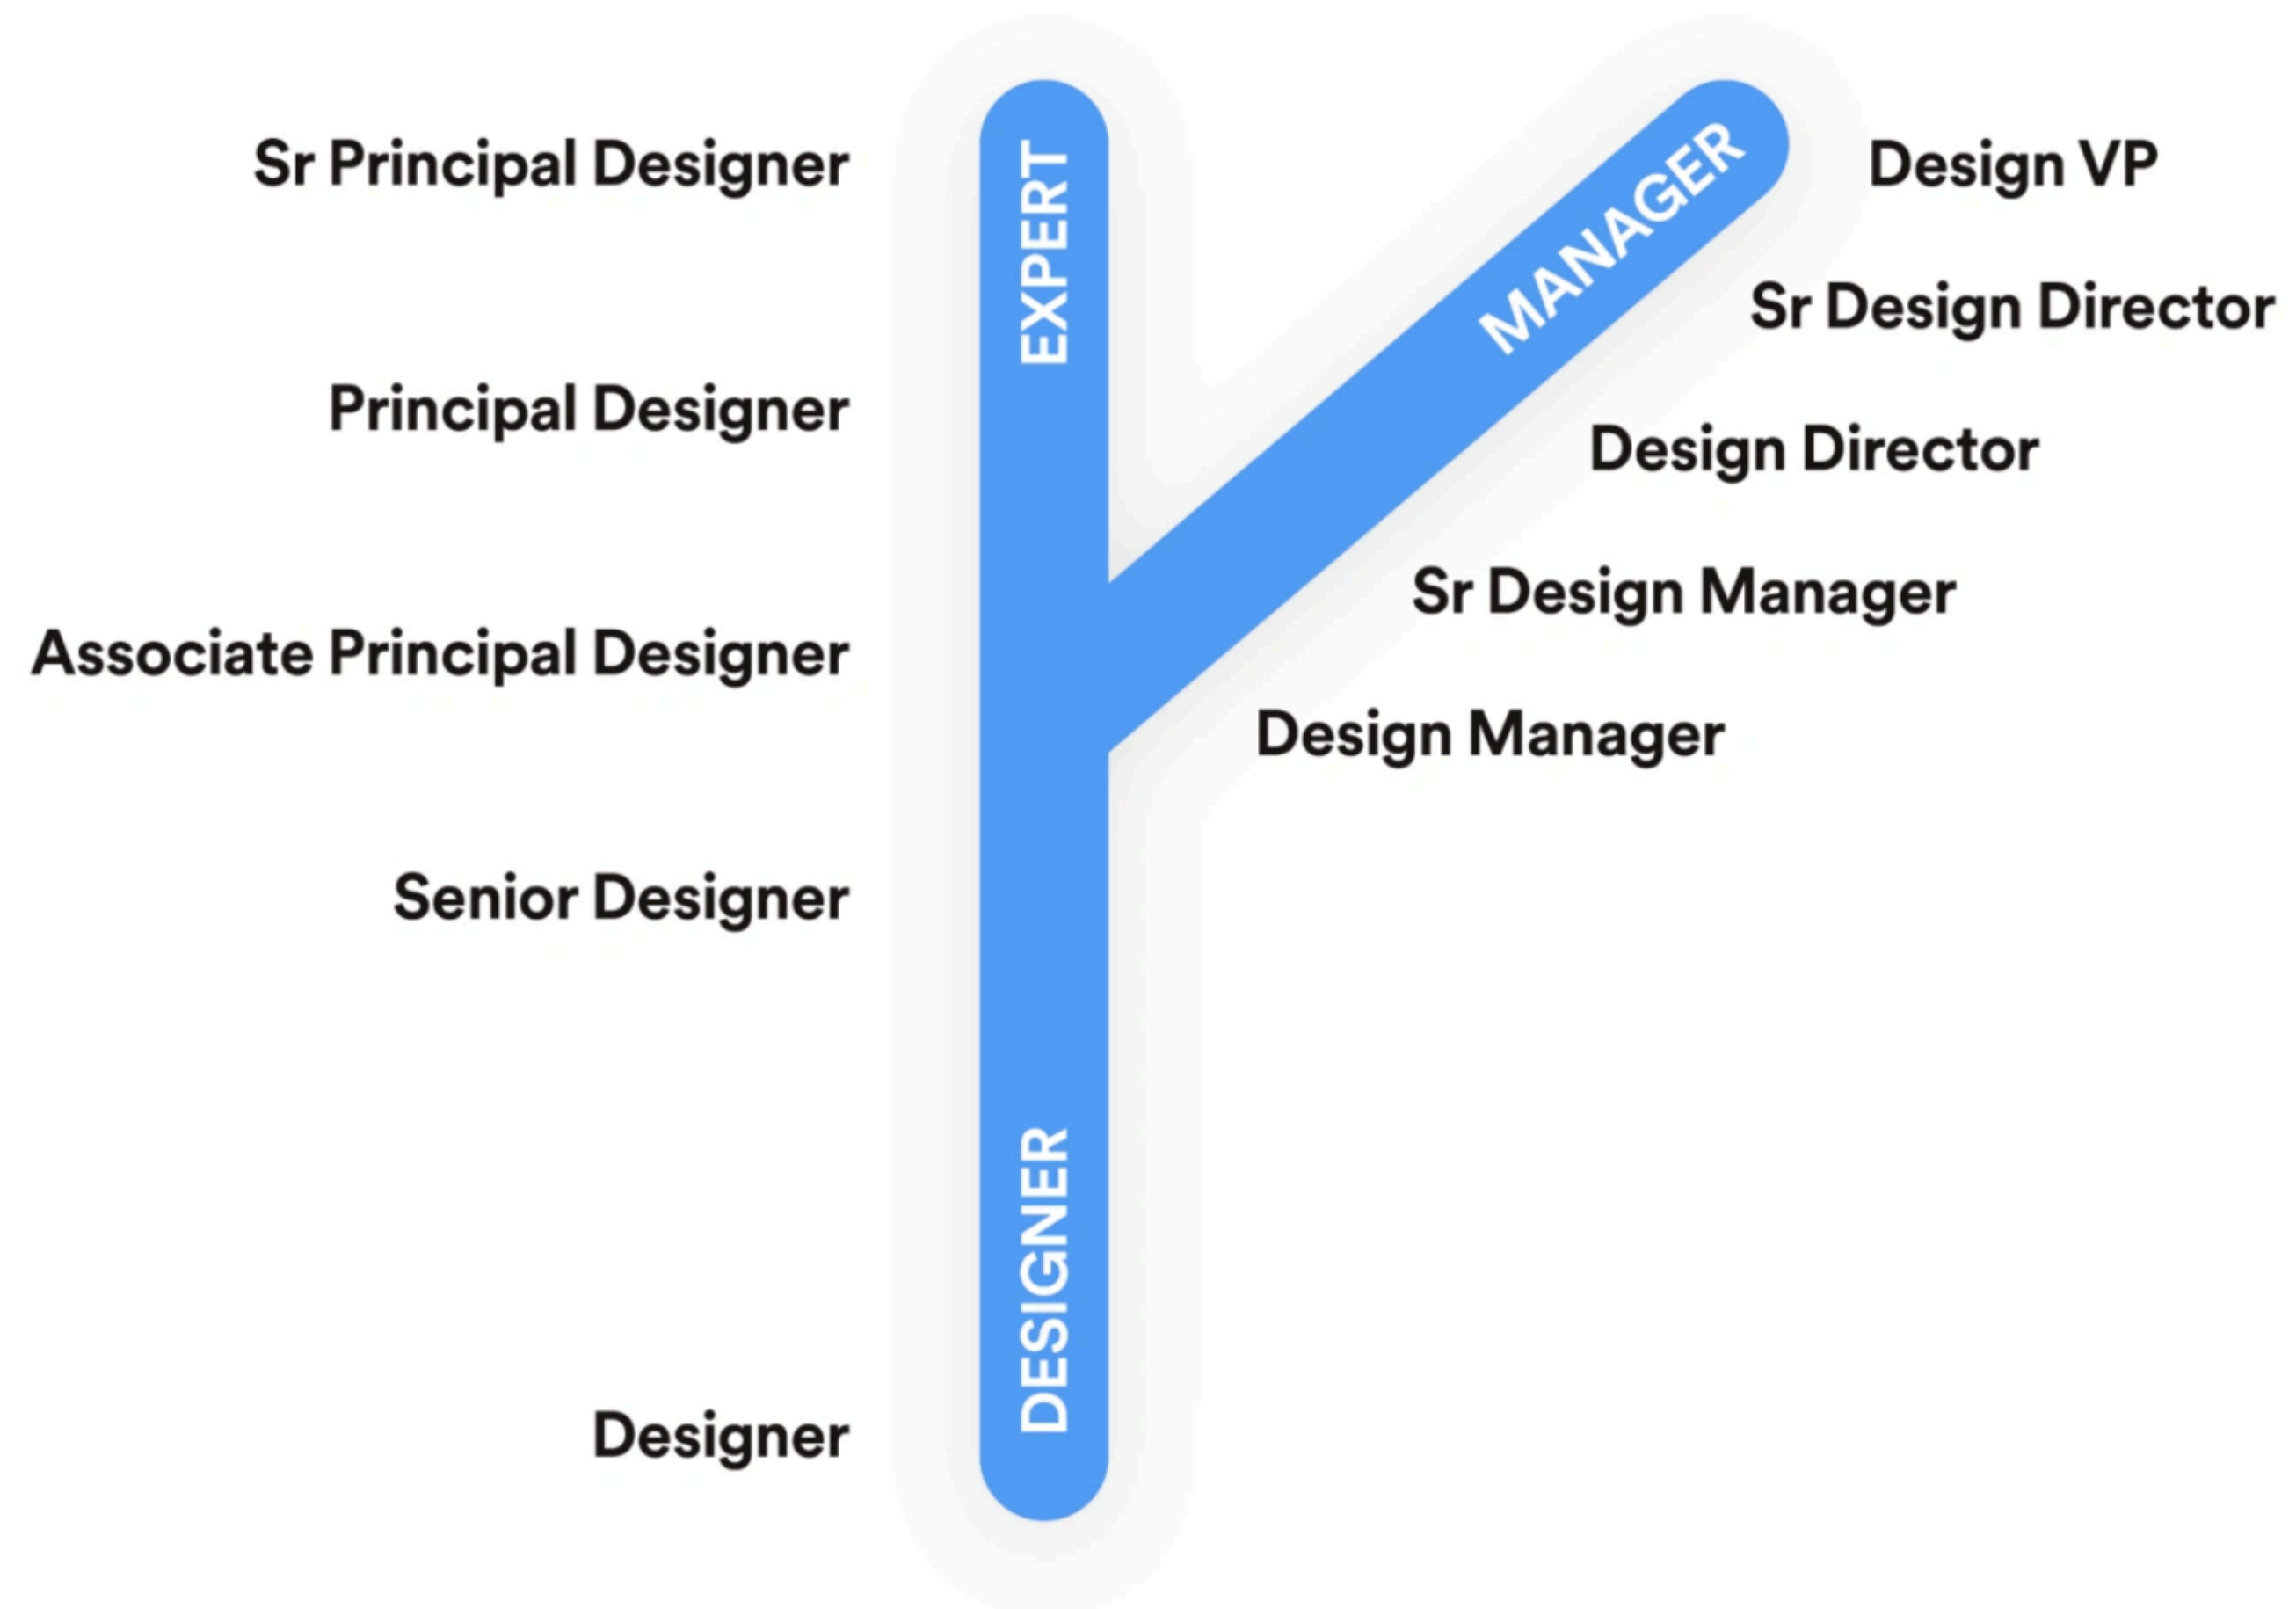 Sr Principal Designer
Principal Designer
Associate Principal Designer
Senior Designer
Designer
EXPERT
DESIGNER
MANAGER
Design VP
Sr Design Director
Design Director
Sr Design Manager
Design Manager